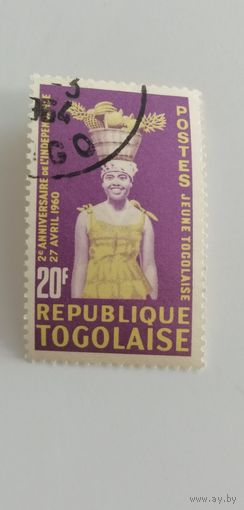 2e ANNIVERSAIRE DE L'INDEPENDANCE
27 AVRIL 1960
POSTES
JEUNE TOGOLAISE
20F
REPUBLIQUE
TOGOLAISE
www.ay.by